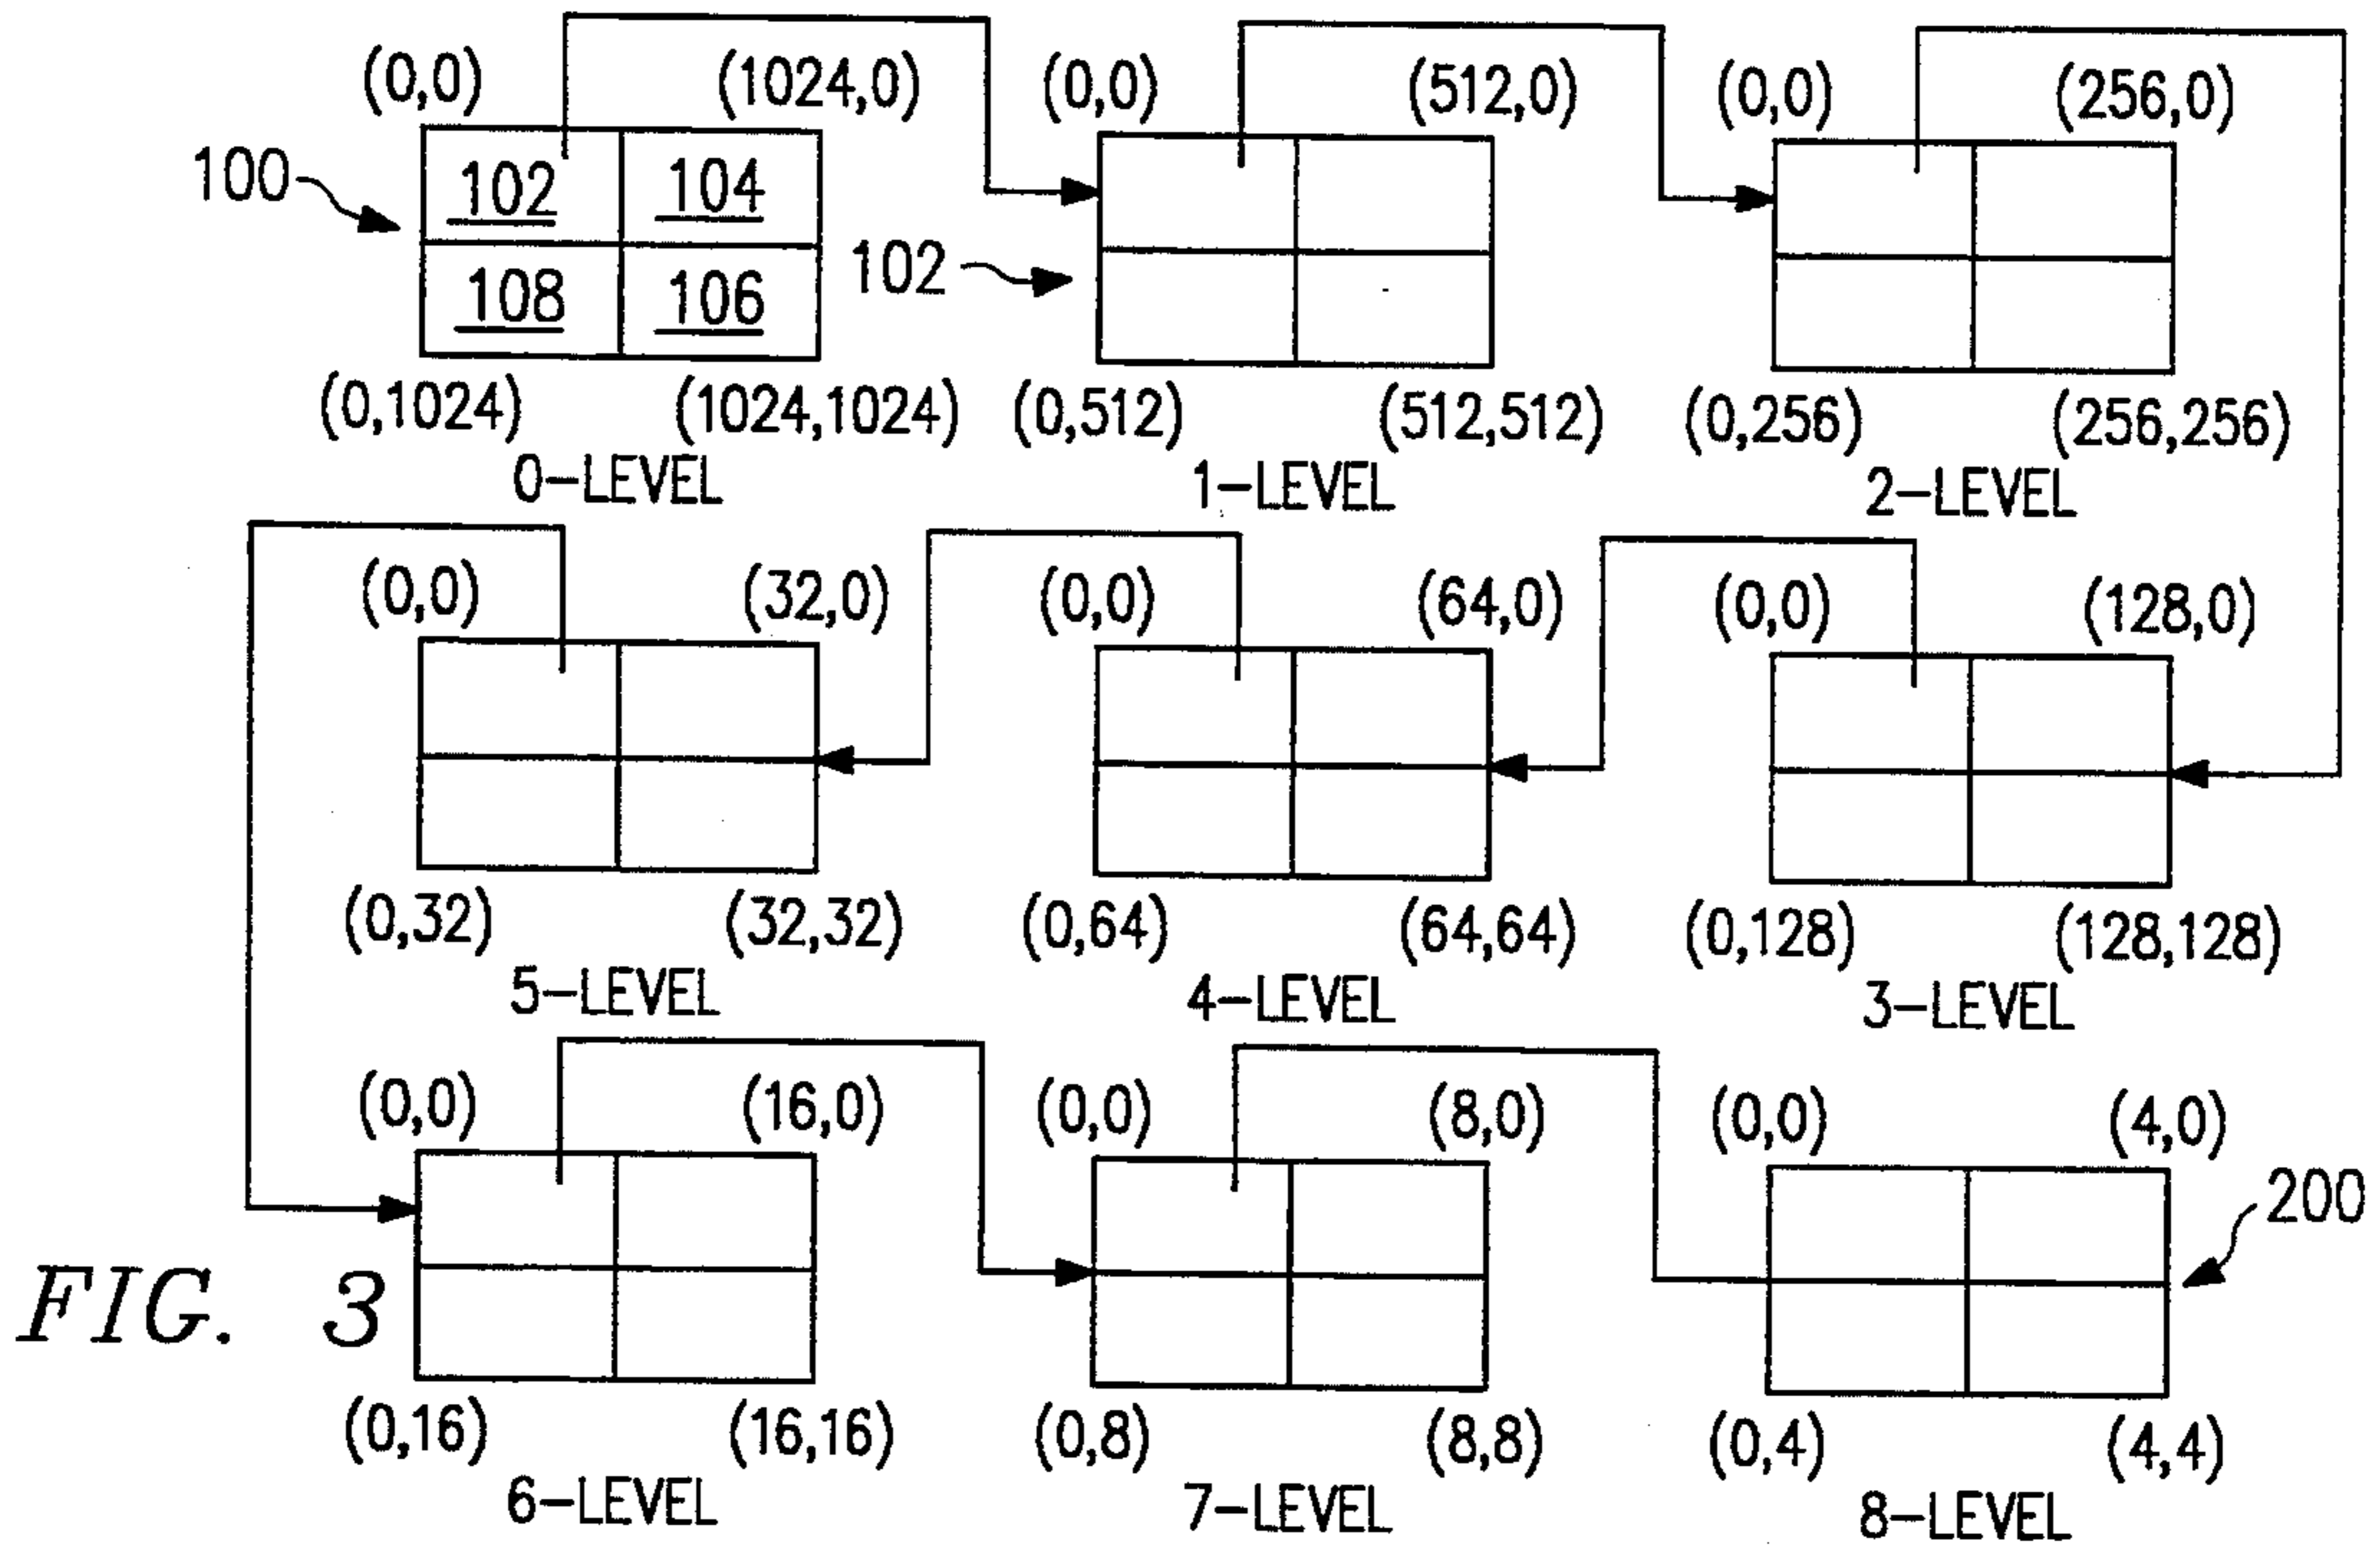 (0,0) (1024,0) (0,0) (512,0) (0,0) (256,0)
100 102 104
102
108 106
(0,1024) (1024,1024) (0,512) (512,512) (0,256) (256,256)
0-LEVEL 1-LEVEL 2-LEVEL
(0,0) (32,0) (0,0) (64,0) (0,0) (128,0)
(0,32) (32,32) (0,64) (64,64) (0,128) (128,128)
5-LEVEL 4-LEVEL 3-LEVEL
(0,0) (16,0) (0,0) (8,0) (0,0) (4,0)
200
FIG. 3
(0,16) (16,16) (0,8) (8,8) (0,4) (4,4)
6-LEVEL 7-LEVEL 8-LEVEL